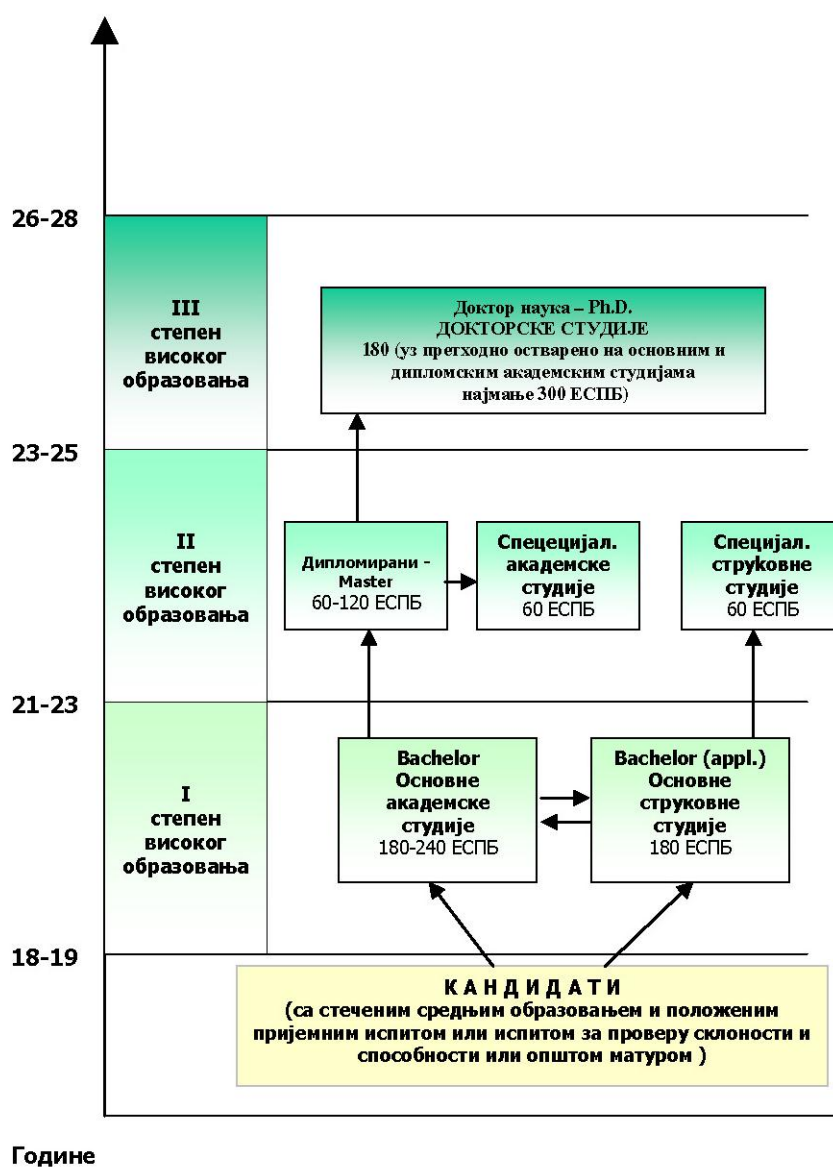 26-28
III
степен
високог
образовања
Доктор наука – Ph.D.
ДОКТОРСКЕ СТУДИЈЕ
180 (уз претходно остварено на основним и
дипломским академским студијама
најмање 300 ЕСПБ)
23-25
II
степен
високог
образовања
Дипломирани -
Master
60-120 ЕСПБ
Спецецијал.
академске
студије
60 ЕСПБ
Специјал.
струковне
студије
60 ЕСПБ
21-23
I
степен
високог
образовања
Bachelor
Основне
академске
студије
180-240 ЕСПБ
Bachelor (appl.)
Основне
струковне
студије
180 ЕСПБ
18-19
К А Н Д И Д А Т И
(са стеченим средњим образовањем и положеним
пријемним испитом или испитом за проверу склоности и
способности или општом матуром )
Године